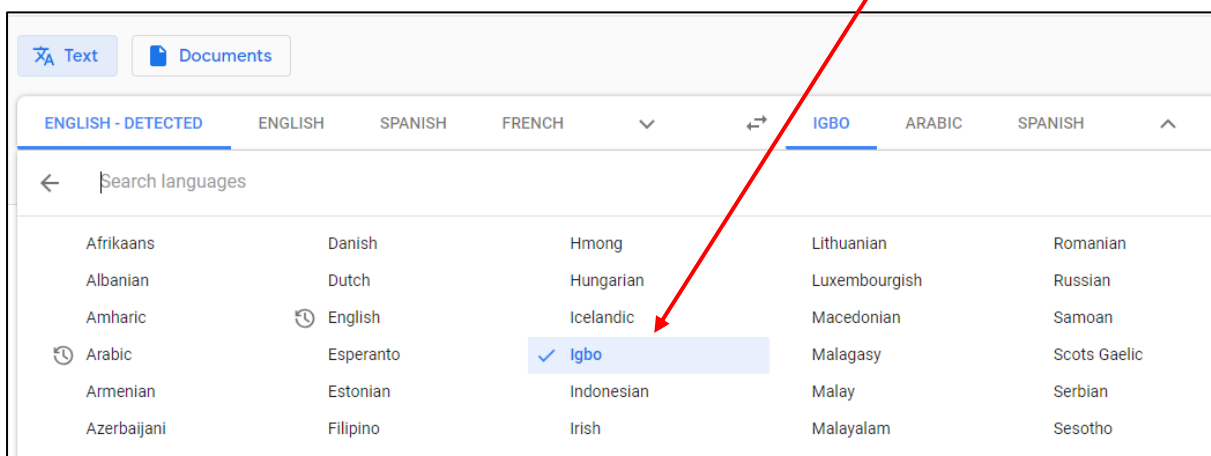 Text Documents
ENGLISH - DETECTED ENGLISH SPANISH FRENCH IGBO ARABIC SPANISH
Search languages
Afrikaans Danish Hmong Lithuanian Romanian
Albanian Dutch Hungarian Luxembourgish Russian
Amharic English Icelandic Macedonian Samoan
Arabic Esperanto Igbo Malagasy Scots Gaelic
Armenian Estonian Indonesian Malay Serbian
Azerbaijani Filipino Irish Malayalam Sesotho